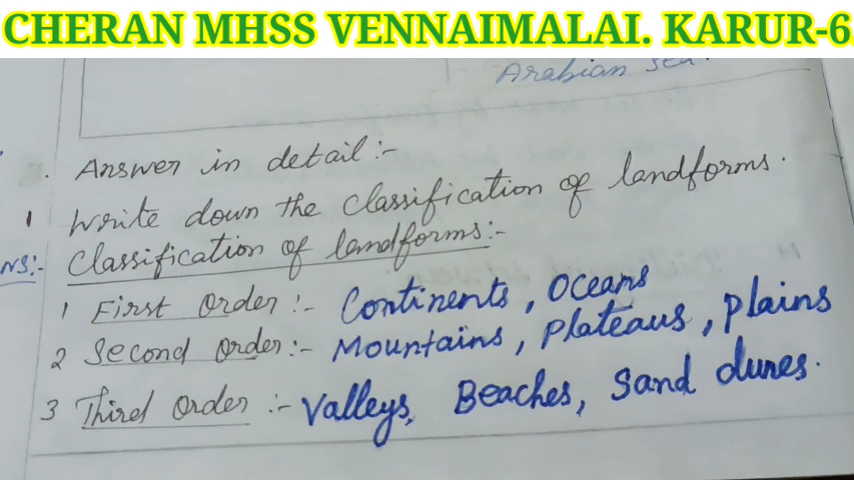 CHERAN MHSS VENNAIMALAI. KARUR-6
Arabian Sea.
Answer in detail:-
1 Write down the classification of landforms.
NS:- Classification of landforms:-
1 First Order:- Continents, Oceans
2 Second Order:- Mountains, Plateaus, Plains
3 Third Order:- Valleys, Beaches, Sand dunes.